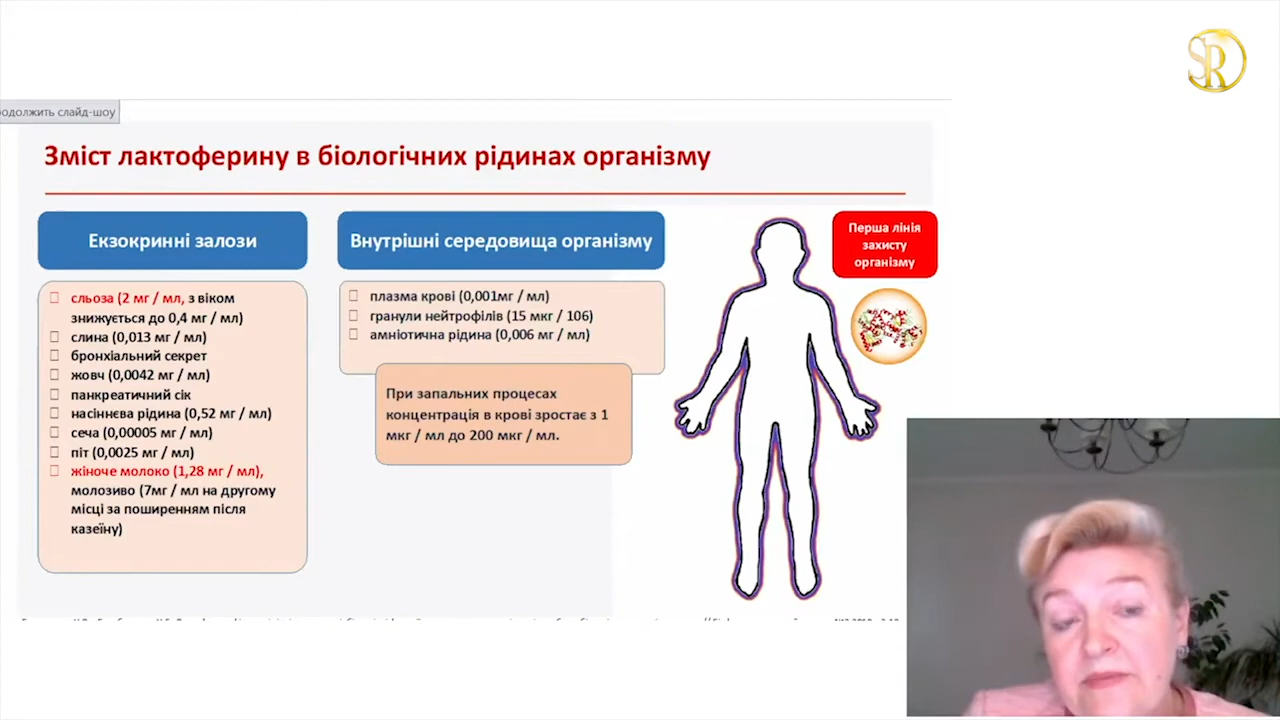 SR
слайд-шоу
Зміст лактоферину в біологічних рідинах організму
Екзокринні залози
сльоза (2 мг / мл, з віком
знижується до 0,4 мг / мл)
слина (0,013 мг / мл)
бронхіальний секрет
жовч (0,0042 мг / мл)
панкреатичний сік
насіннєва рідина (0,52 мг / мл)
сеча (0,00005 мг / мл)
піт (0,0025 мг / мл)
жіноче молоко (1,28 мг / мл),
молозиво (7мг / мл на другому
місці за поширенням після
казеїну)
Внутрішні середовища організму
плазма крові (0,001мг / мл)
гранули нейтрофілів (15 мкг / 106)
амніотична рідина (0,006 мг / мл)
При запальних процесах
концентрація в крові зростає з 1
мкг / мл до 200 мкг / мл.
Перша лінія
захисту
організму